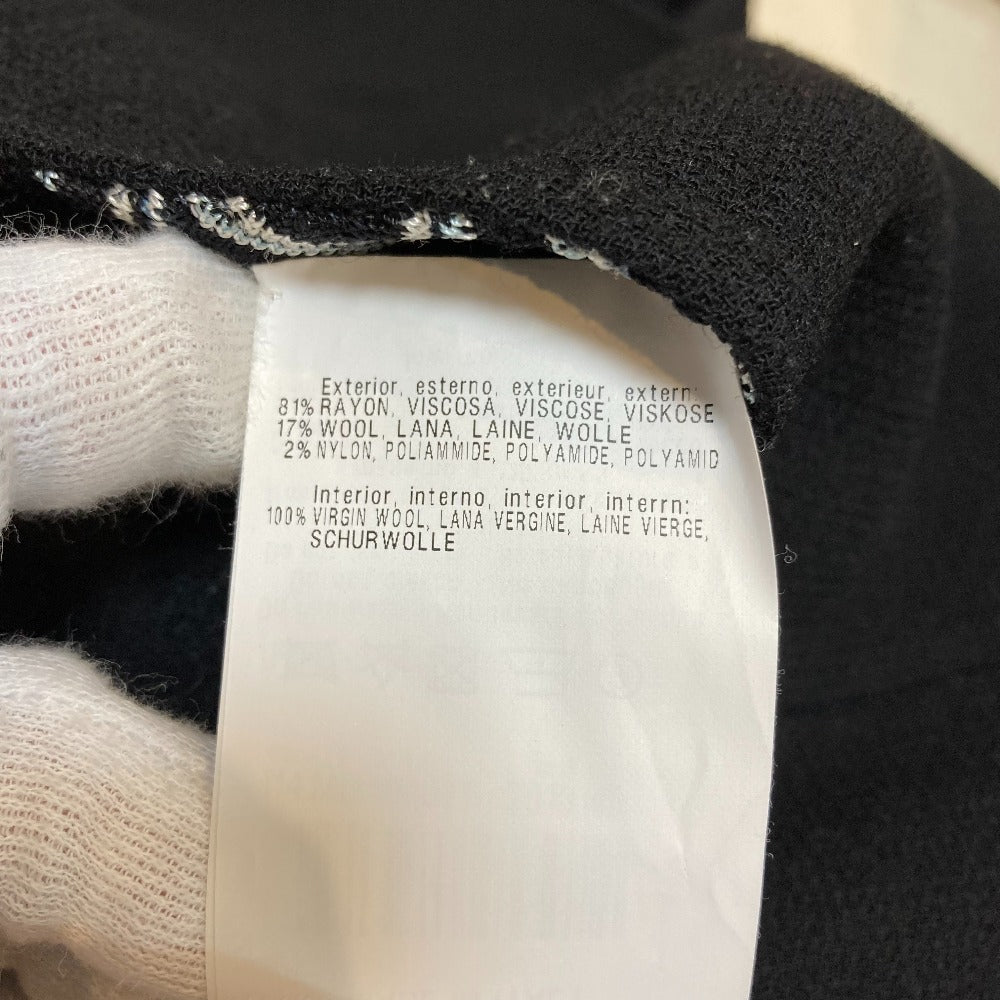 Exterior, esterno, exterieur, extern:
81% RAYON, VISCOSA, VISCOSE, VISKOSE
17% WOOL, LANA, LAINE, WOLLE
2% NYLON, POLIAMMIDE, POLYAMIDE, POLYAMID
Interior, interno, interior, interrn:
100% VIRGIN WOOL, LANA VERGINE, LAINE VIERGE,
SCHURWOLLE